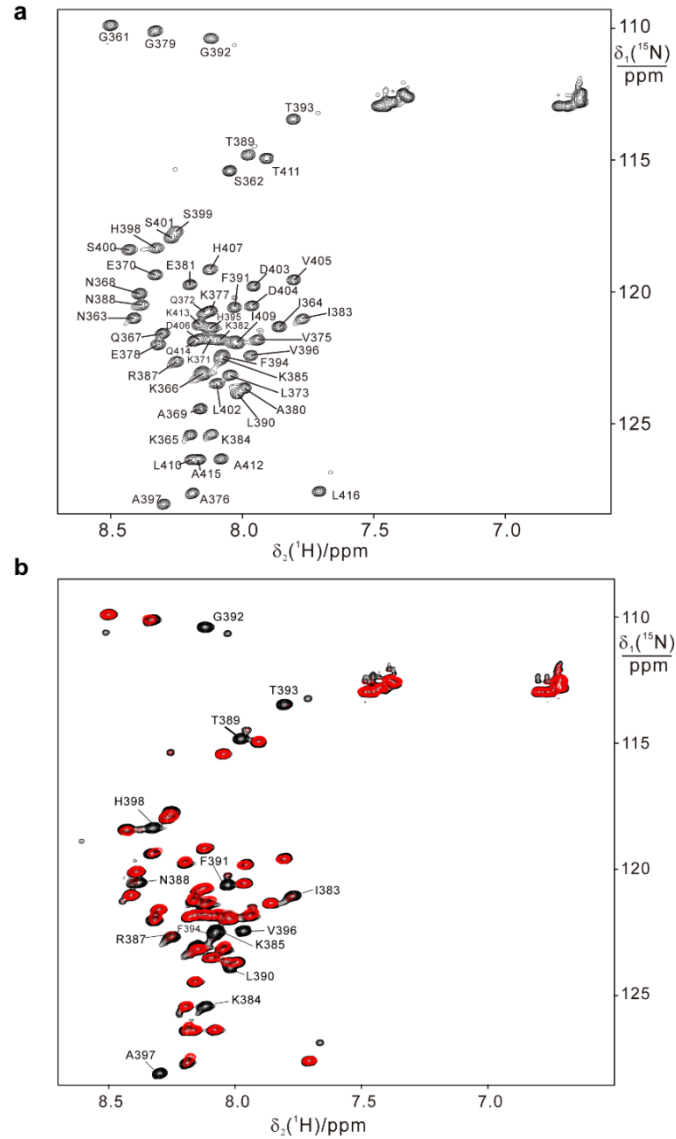 a
G361
G379
G392
110
δ₁(¹⁵N)
ppm
T393
T389
T411
S362
115
S399
S401
H398
S400
H407
E370
E381
V405
F391
D403
N368
Q372
K377
D404
120
N388
K413
H395
I364
I383
N363
D406
K382
I409
Q367
V375
Q414
K371
E378
V396
F394
R387
K385
K366
L373
L402
A380
A369
L390
125
K365
K384
L410
A412
A415
A397
A376
L416
8.5
8.0
7.5
7.0
δ₂(¹H)/ppm
b
G392
110
δ₁(¹⁵N)
ppm
T393
T389
115
H398
F391
120
N388
I383
R387
F394
V396
K385
L390
K384
125
A397
8.5
8.0
7.5
7.0
δ₂(¹H)/ppm